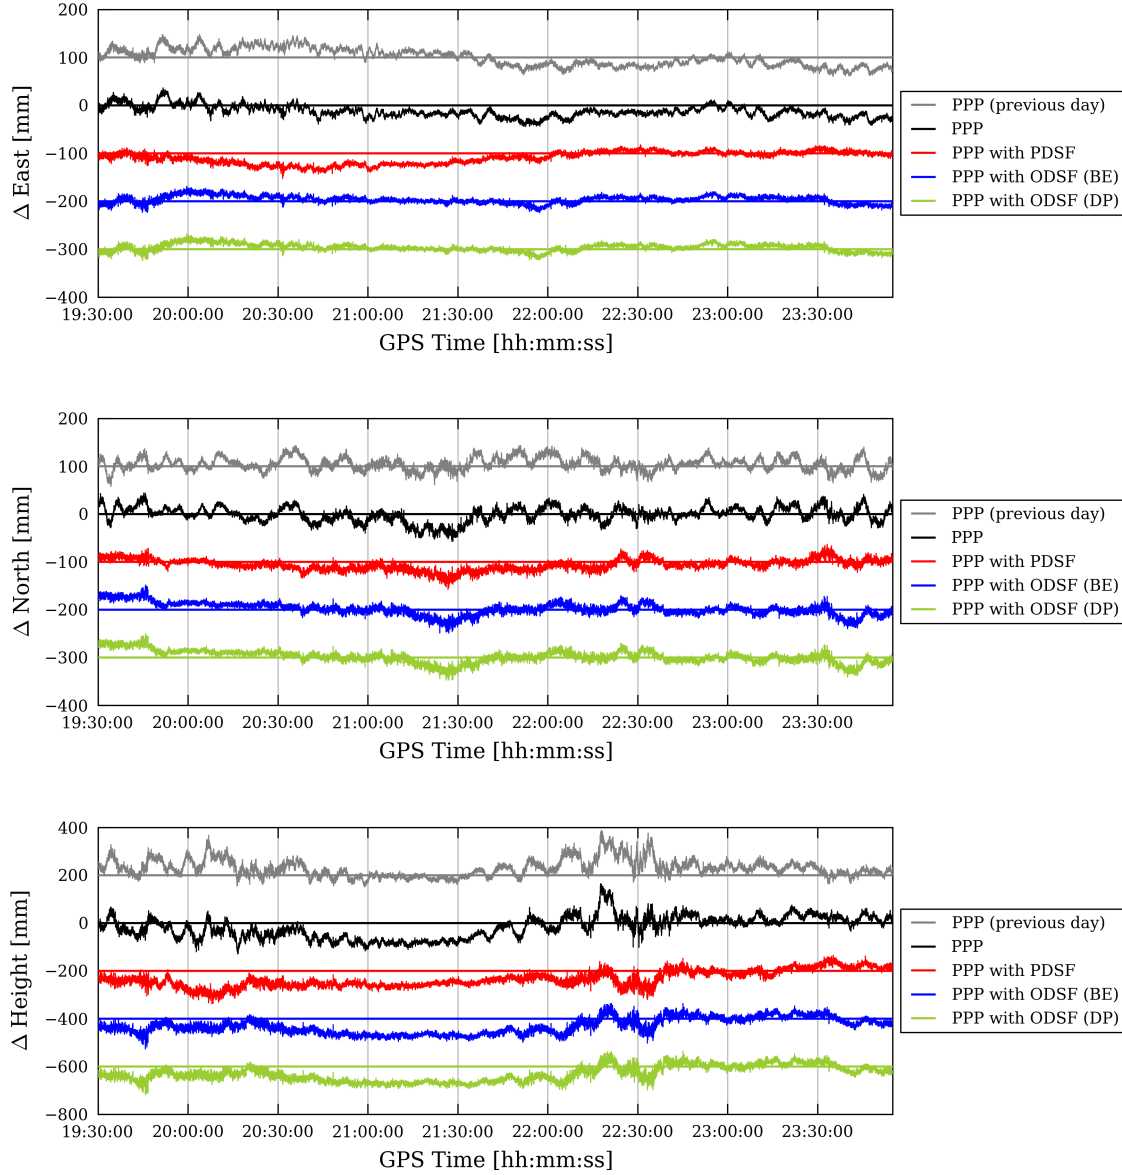 200
100
0
−100
−200
−300
−400
Δ East [mm]
19:30:00 20:00:00 20:30:00 21:00:00 21:30:00 22:00:00 22:30:00 23:00:00 23:30:00
GPS Time [hh:mm:ss]
PPP (previous day)
PPP
PPP with PDSF
PPP with ODSF (BE)
PPP with ODSF (DP)
200
100
0
−100
−200
−300
−400
Δ North [mm]
19:30:00 20:00:00 20:30:00 21:00:00 21:30:00 22:00:00 22:30:00 23:00:00 23:30:00
GPS Time [hh:mm:ss]
PPP (previous day)
PPP
PPP with PDSF
PPP with ODSF (BE)
PPP with ODSF (DP)
400
200
0
−200
−400
−600
−800
Δ Height [mm]
19:30:00 20:00:00 20:30:00 21:00:00 21:30:00 22:00:00 22:30:00 23:00:00 23:30:00
GPS Time [hh:mm:ss]
PPP (previous day)
PPP
PPP with PDSF
PPP with ODSF (BE)
PPP with ODSF (DP)